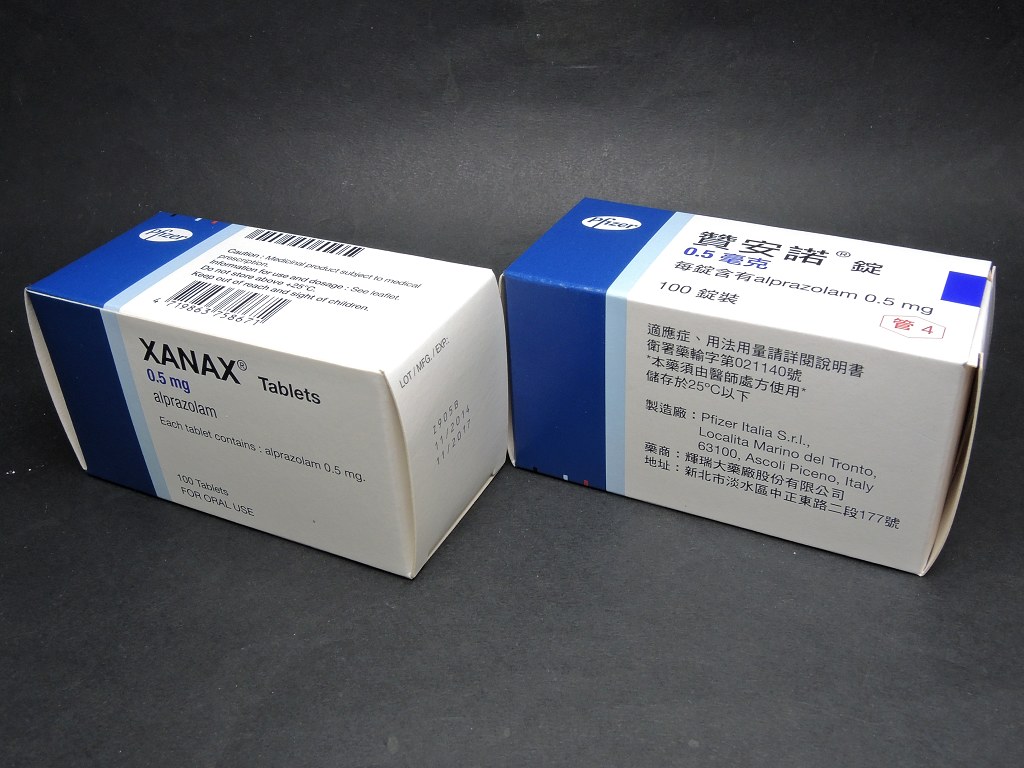 Pfizer
Caution : Medicinal product subject to medical
prescription.
Information for use and dosage : See leaflet.
Do not store above +25°C.
Keep out of reach and sight of children.
4 719863 758671
XANAX® Tablets
0.5 mg
alprazolam
Each tablet contains : alprazolam 0.5 mg.
100 Tablets
FOR ORAL USE
LOT / MFG. / EXP.:
1905B
11/2014
11/2017
Pfizer
贊安諾® 錠
0.5 毫克
每錠含有alprazolam 0.5 mg
100 錠裝
管 4
適應症、用法用量請詳閱說明書
衛署藥輸字第021140號
*本藥須由醫師處方使用*
儲存於25°C以下
製造廠：Pfizer Italia S.r.l.,
Localita Marino del Tronto,
63100, Ascoli Piceno, Italy
藥商：輝瑞大藥廠股份有限公司
地址：新北市淡水區中正東路二段177號